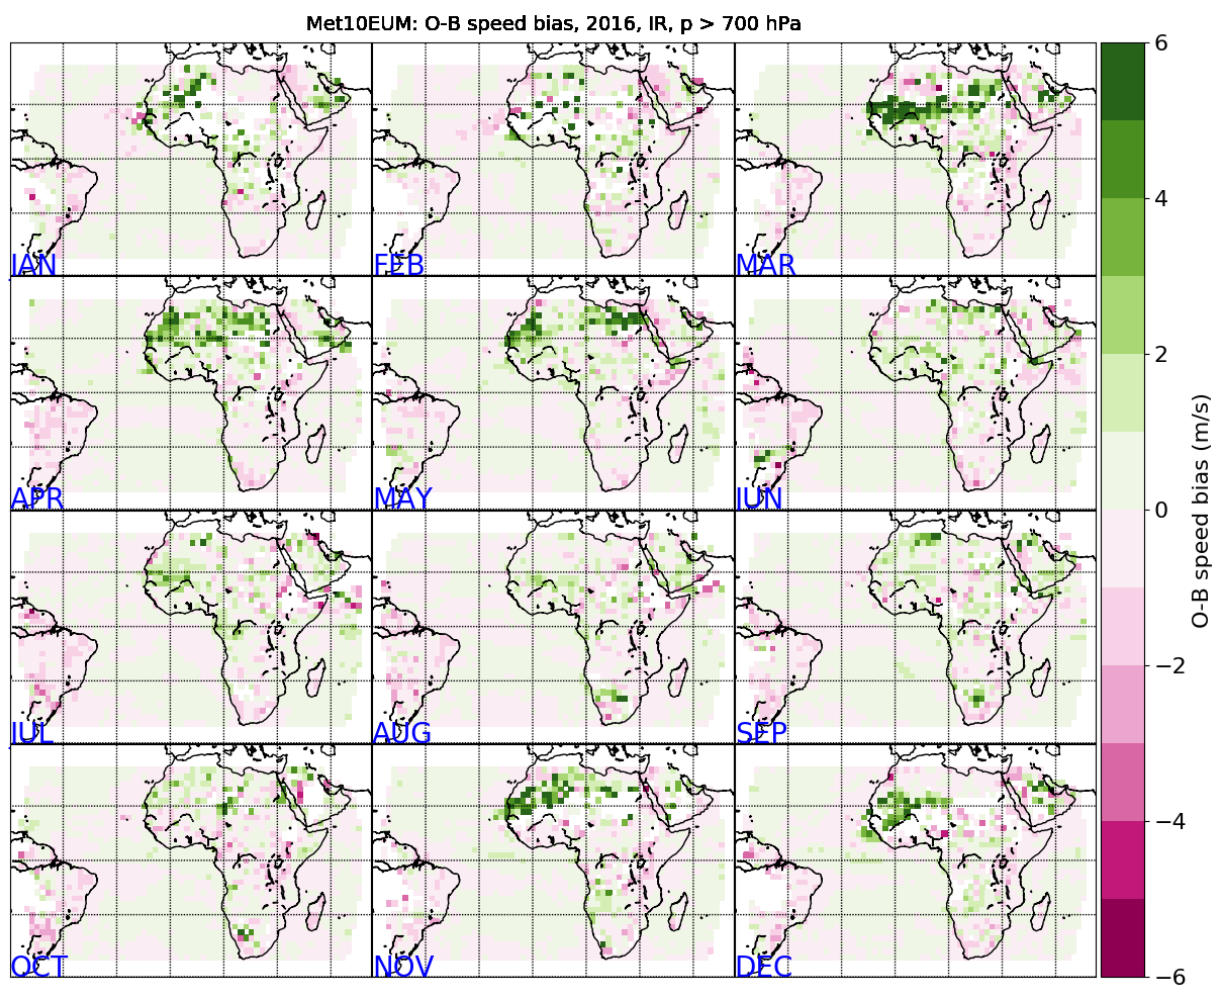 Met10EUM: O-B speed bias, 2016, IR, p > 700 hPa
JAN
FEB
MAR
APR
MAY
JUN
JUL
AUG
SEP
OCT
NOV
DEC
6
4
2
0
−2
−4
−6
O-B speed bias (m/s)